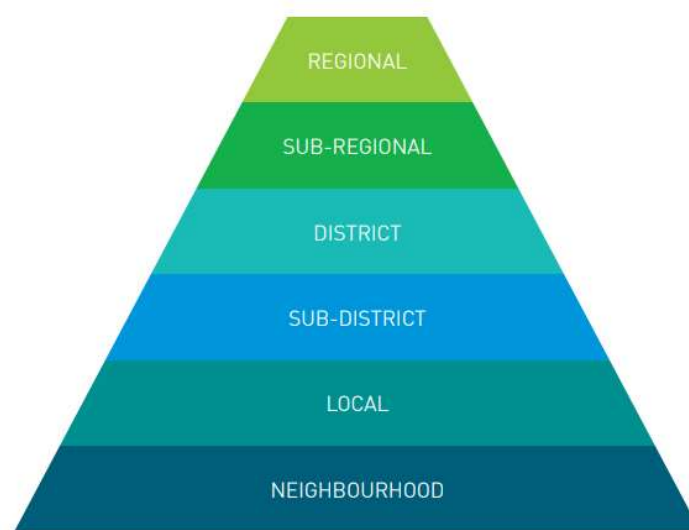 REGIONAL
SUB-REGIONAL
DISTRICT
SUB-DISTRICT
LOCAL
NEIGHBOURHOOD